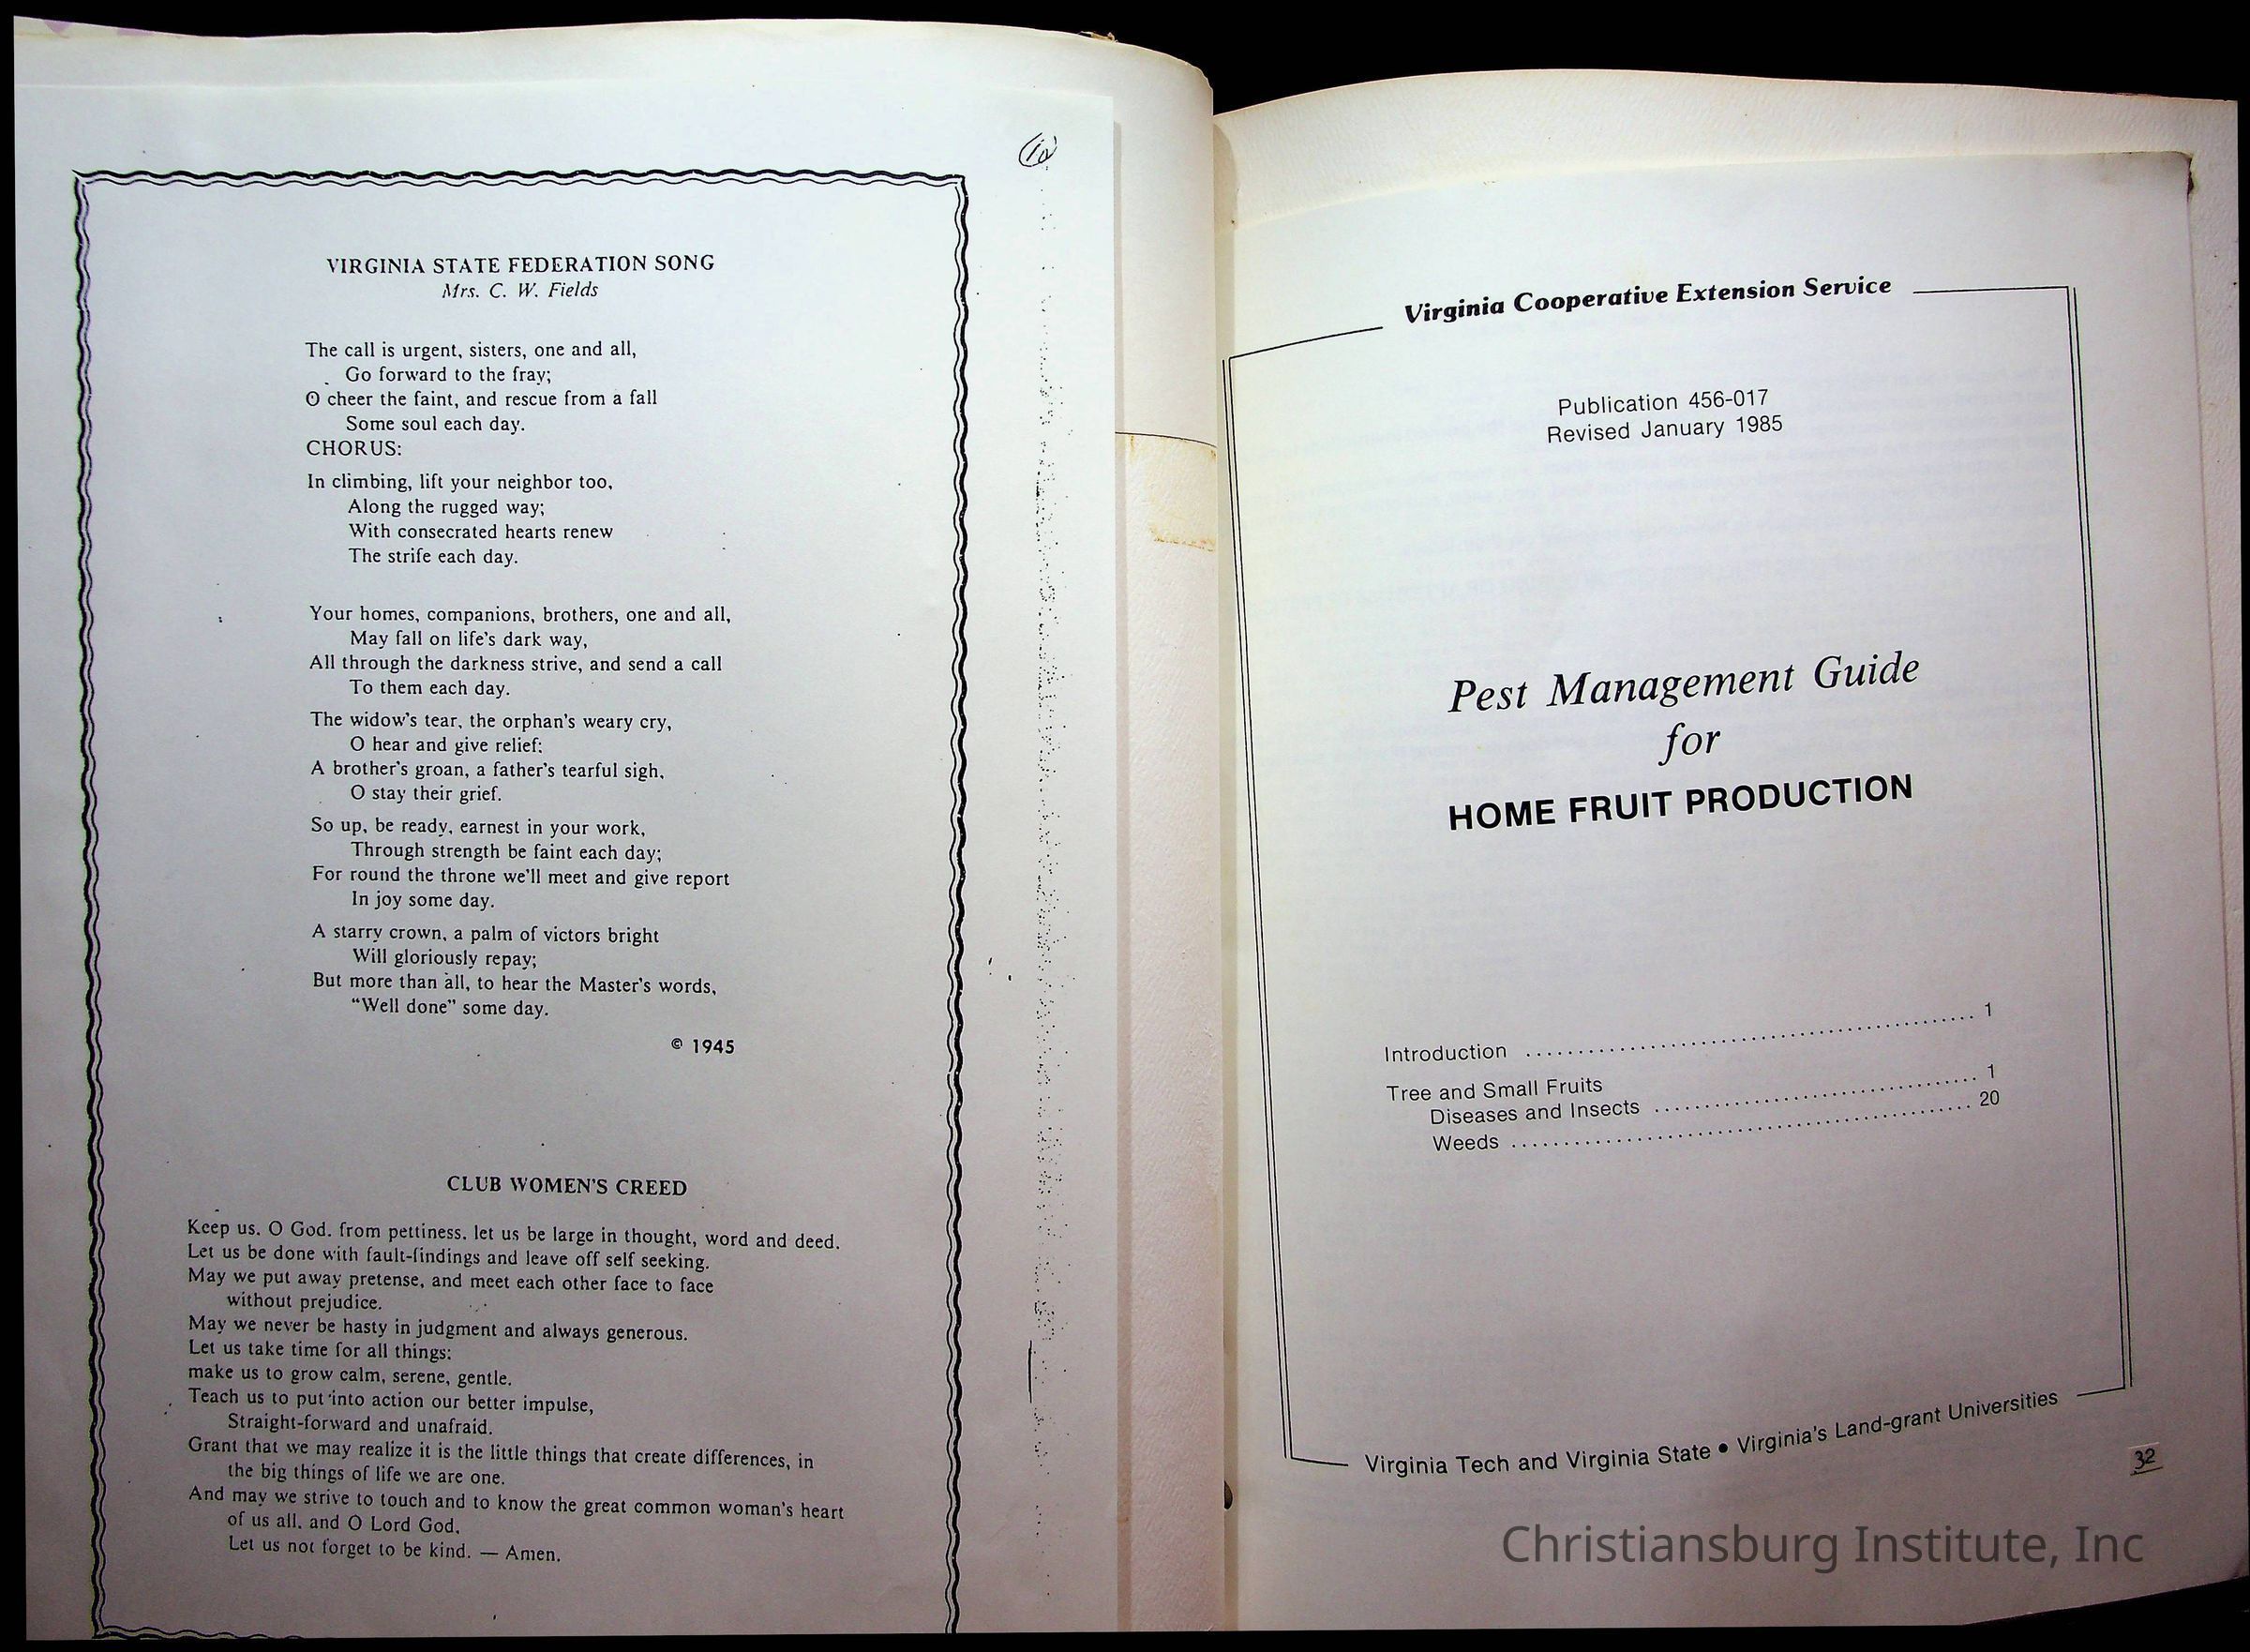 10
VIRGINIA STATE FEDERATION SONG
Mrs. C. W. Fields
The call is urgent, sisters, one and all,
Go forward to the fray;
O cheer the faint, and rescue from a fall
Some soul each day.
CHORUS:
In climbing, lift your neighbor too,
Along the rugged way;
With consecrated hearts renew
The strife each day.
Your homes, companions, brothers, one and all,
May fall on life's dark way,
All through the darkness strive, and send a call
To them each day.
The widow's tear, the orphan's weary cry,
O hear and give relief;
A brother's groan, a father's tearful sigh,
O stay their grief.
So up, be ready, earnest in your work,
Through strength be faint each day;
For round the throne we'll meet and give report
In joy some day.
A starry crown, a palm of victors bright
Will gloriously repay;
But more than all, to hear the Master's words,
“Well done” some day.
© 1945
CLUB WOMEN'S CREED
Keep us, O God, from pettiness, let us be large in thought, word and deed.
Let us be done with fault-findings and leave off self seeking.
May we put away pretense, and meet each other face to face
without prejudice.
May we never be hasty in judgment and always generous.
Let us take time for all things:
make us to grow calm, serene, gentle.
Teach us to put into action our better impulse,
Straight-forward and unafraid.
Grant that we may realize it is the little things that create differences, in
the big things of life we are one.
And may we strive to touch and to know the great common woman's heart
of us all, and O Lord God,
Let us not forget to be kind. — Amen.
Virginia Cooperative Extension Service
Publication 456-017
Revised January 1985
Pest Management Guide
for
HOME FRUIT PRODUCTION
Introduction ........................................ 1
Tree and Small Fruits
Diseases and Insects ................................ 1
Weeds ............................................ 20
Virginia Tech and Virginia State • Virginia's Land-grant Universities
32
Christiansburg Institute, Inc